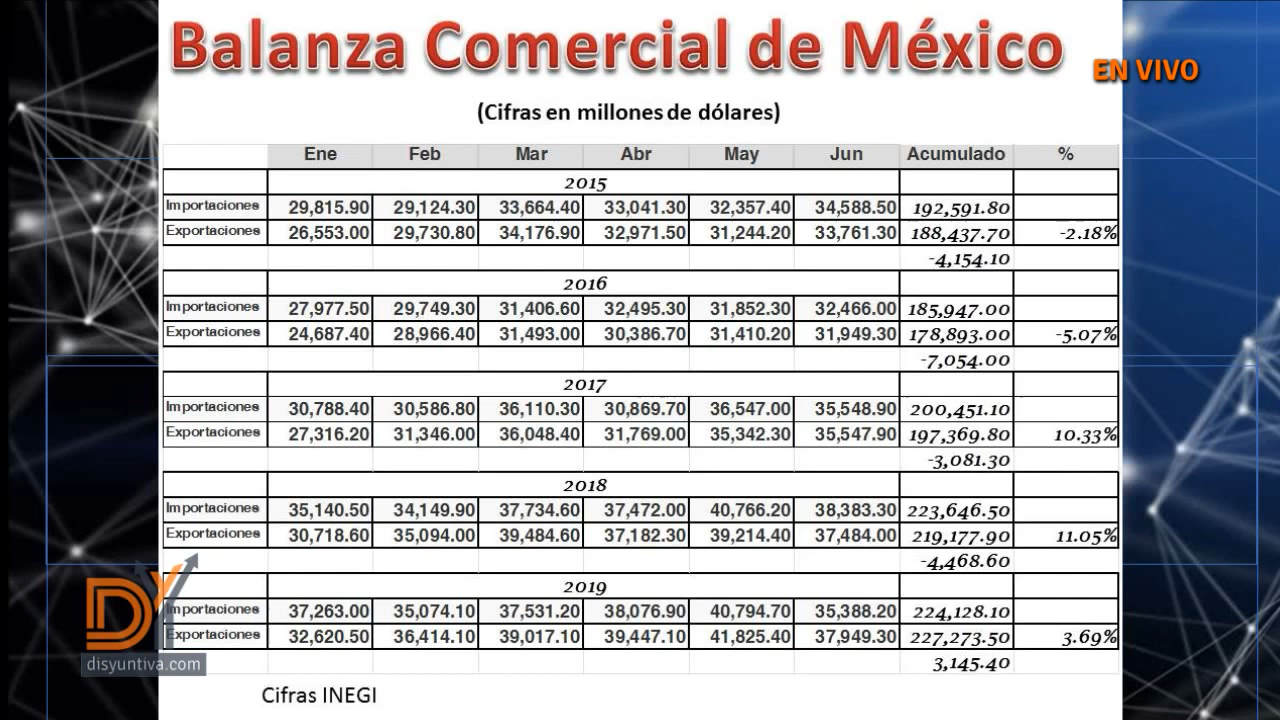 Balanza Comercial de México
EN VIVO
(Cifras en millones de dólares)
Ene Feb Mar Abr May Jun Acumulado %
2015
Importaciones 29,815.90 29,124.30 33,664.40 33,041.30 32,357.40 34,588.50 192,591.80
Exportaciones 26,553.00 29,730.80 34,176.90 32,971.50 31,244.20 33,761.30 188,437.70 -2.18%
-4,154.10
2016
Importaciones 27,977.50 29,749.30 31,406.60 32,495.30 31,852.30 32,466.00 185,947.00
Exportaciones 24,687.40 28,966.40 31,493.00 30,386.70 31,410.20 31,949.30 178,893.00 -5.07%
-7,054.00
2017
Importaciones 30,788.40 30,586.80 36,110.30 30,869.70 36,547.00 35,548.90 200,451.10
Exportaciones 27,316.20 31,346.00 36,048.40 31,769.00 35,342.30 35,547.90 197,369.80 10.33%
-3,081.30
2018
Importaciones 35,140.50 34,149.90 37,734.60 37,472.00 40,766.20 38,383.30 223,646.50
Exportaciones 30,718.60 35,094.00 39,484.60 37,182.30 39,214.40 37,484.00 219,177.90 11.05%
-4,468.60
2019
Importaciones 37,263.00 35,074.10 37,531.20 38,076.90 40,794.70 35,388.20 224,128.10
Exportaciones 32,620.50 36,414.10 39,017.10 39,447.10 41,825.40 37,949.30 227,273.50 3.69%
3,145.40
DY
disyuntiva.com
Cifras INEGI